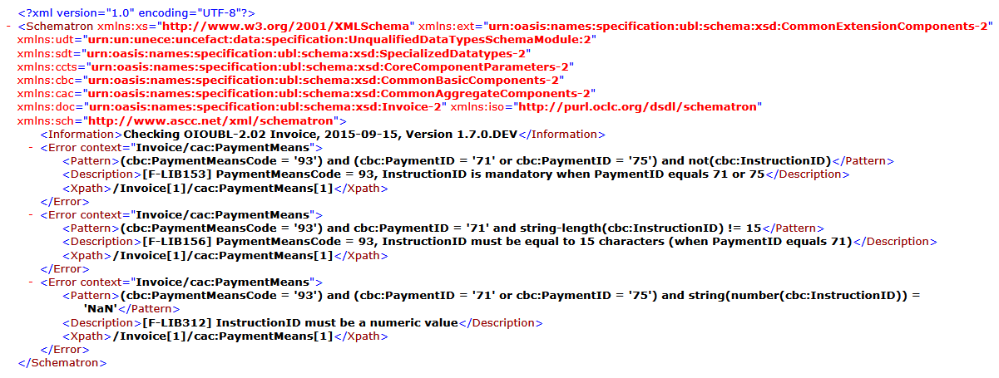 <?xml version="1.0" encoding="UTF-8"?>
- <Schematron xmlns:xs="http://www.w3.org/2001/XMLSchema" xmlns:ext="urn:oasis:names:specification:ubl:schema:xsd:CommonExtensionComponents-2"
xmlns:udt="urn:un:unece:uncefact:data:specification:UnqualifiedDataTypesSchemaModule:2"
xmlns:sdt="urn:oasis:names:specification:ubl:schema:xsd:SpecializedDatatypes-2"
xmlns:ccts="urn:oasis:names:specification:ubl:schema:xsd:CoreComponentParameters-2"
xmlns:cbc="urn:oasis:names:specification:ubl:schema:xsd:CommonBasicComponents-2"
xmlns:cac="urn:oasis:names:specification:ubl:schema:xsd:CommonAggregateComponents-2"
xmlns:doc="urn:oasis:names:specification:ubl:schema:xsd:Invoice-2" xmlns:iso="http://purl.oclc.org/dsdl/schematron"
xmlns:sch="http://www.ascc.net/xml/schematron">
<Information>Checking OIOUBL-2.02 Invoice, 2015-09-15, Version 1.7.0.DEV</Information>
- <Error context="Invoice/cac:PaymentMeans">
<Pattern>(cbc:PaymentMeansCode = '93') and (cbc:PaymentID = '71' or cbc:PaymentID = '75') and not(cbc:InstructionID)</Pattern>
<Description>[F-LIB153] PaymentMeansCode = 93, InstructionID is mandatory when PaymentID equals 71 or 75</Description>
<Xpath>/Invoice[1]/cac:PaymentMeans[1]</Xpath>
</Error>
- <Error context="Invoice/cac:PaymentMeans">
<Pattern>(cbc:PaymentMeansCode = '93') and cbc:PaymentID = '71' and string-length(cbc:InstructionID) != 15</Pattern>
<Description>[F-LIB156] PaymentMeansCode = 93, InstructionID must be equal to 15 characters (when PaymentID equals 71)</Description>
<Xpath>/Invoice[1]/cac:PaymentMeans[1]</Xpath>
</Error>
- <Error context="Invoice/cac:PaymentMeans">
<Pattern>(cbc:PaymentMeansCode = '93') and (cbc:PaymentID = '71' or cbc:PaymentID = '75') and string(number(cbc:InstructionID)) =
'NaN'</Pattern>
<Description>[F-LIB312] InstructionID must be a numeric value</Description>
<Xpath>/Invoice[1]/cac:PaymentMeans[1]</Xpath>
</Error>
</Schematron>